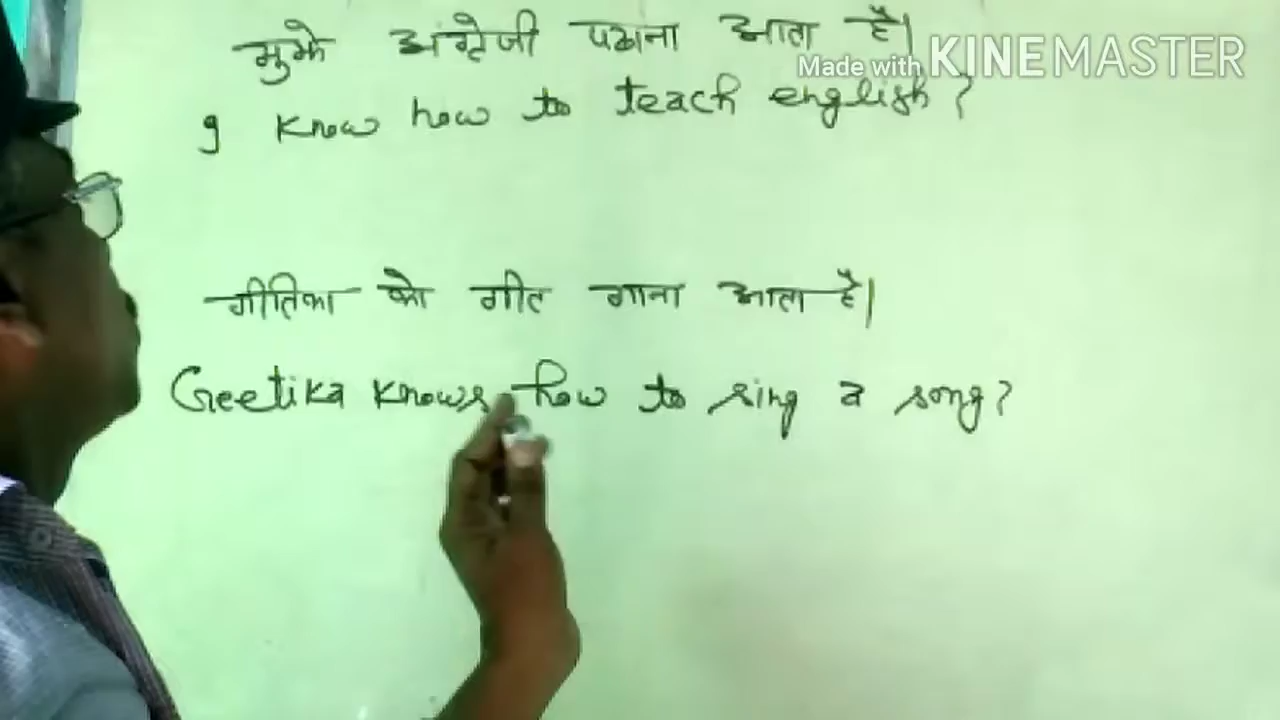 मुझे अंग्रेजी पढाना आता है।
Made with KINEMASTER
I know how to teach english?
गीतिका को गीत गाना आता है।
Geetika knows how to sing a song?